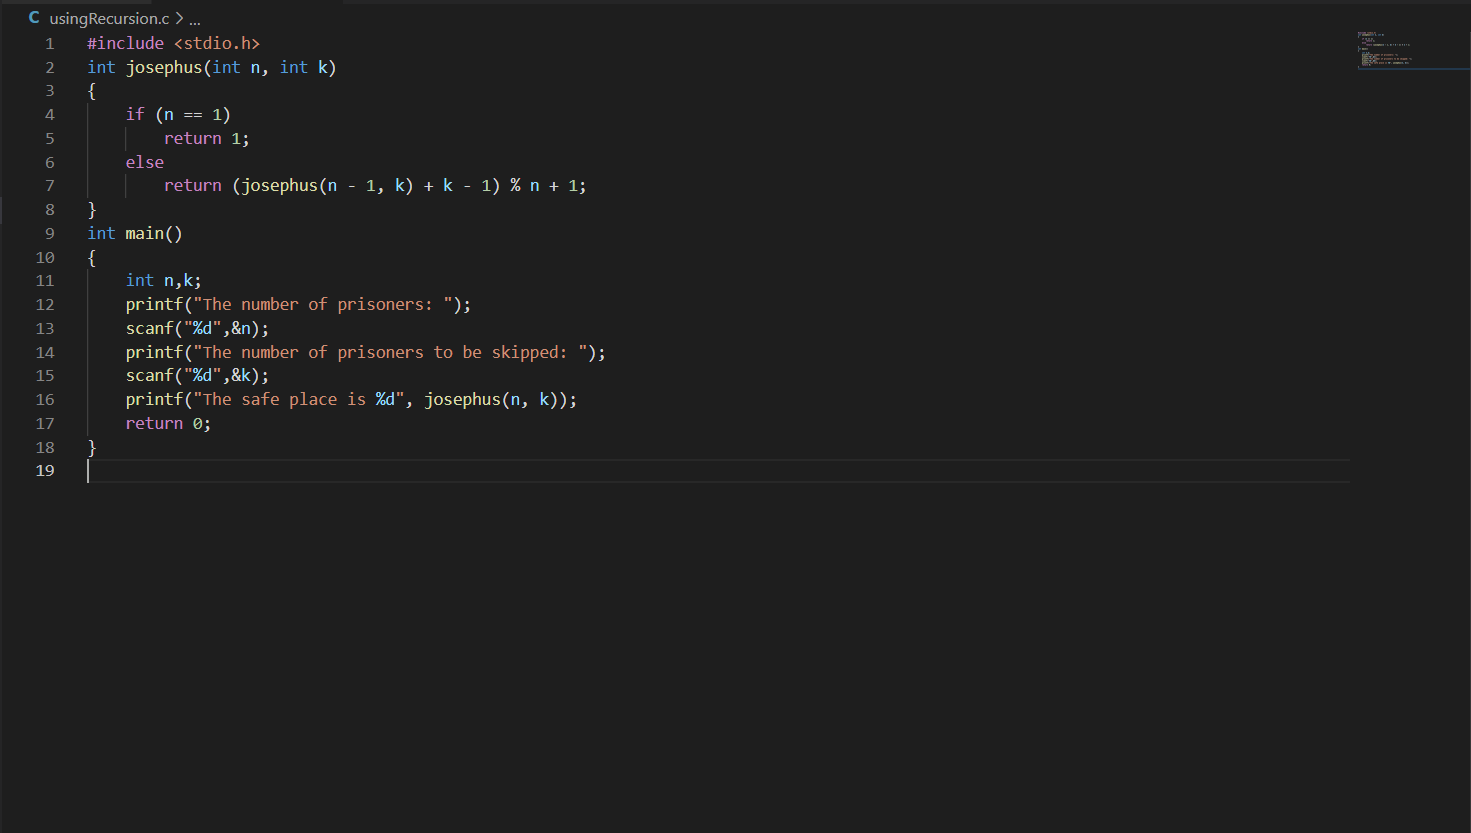 C usingRecursion.c > ...
1 #include <stdio.h>
2 int josephus(int n, int k)
3 {
4     if (n == 1)
5         return 1;
6     else
7         return (josephus(n - 1, k) + k - 1) % n + 1;
8 }
9 int main()
10 {
11     int n,k;
12     printf("The number of prisoners: ");
13     scanf("%d",&n);
14     printf("The number of prisoners to be skipped: ");
15     scanf("%d",&k);
16     printf("The safe place is %d", josephus(n, k));
17     return 0;
18 }
19